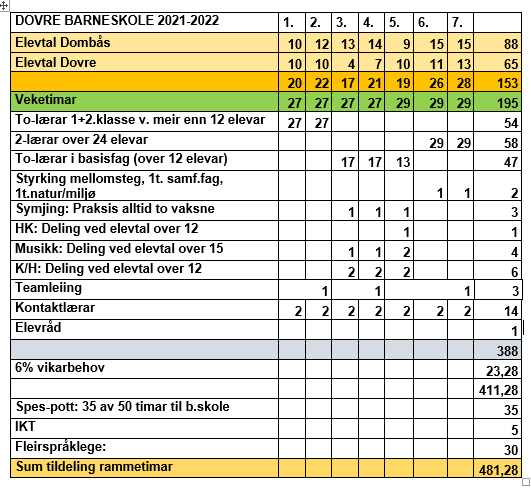 DOVRE BARNESKOLE 2021-2022 1. 2. 3. 4. 5. 6. 7.
Elevtal Dombås 10 12 13 14 9 15 15 88
Elevtal Dovre 10 10 4 7 10 11 13 65
20 22 17 21 19 26 28 153
Veketimar 27 27 27 27 29 29 29 195
To-lærar 1+2.klasse v. meir enn 12 elevar 27 27 54
2-lærar over 24 elevar 29 29 58
To-lærar i basisfag (over 12 elevar) 17 17 13 47
Styrking mellomsteg, 1t. samf.fag,
1t.natur/miljø 1 1 2
Symjing: Praksis alltid to vaksne 1 1 1 3
HK: Deling ved elevtal over 12 1 1
Musikk: Deling ved elevtal over 15 1 1 2 4
K/H: Deling ved elevtal over 12 2 2 2 6
Teamleiing 1 1 1 3
Kontaktlærar 2 2 2 2 2 2 2 14
Elevråd 1
388
6% vikarbehov 23,28
411,28
Spes-pott: 35 av 50 timar til b.skole 35
IKT 5
Fleirspråklege: 30
Sum tildeling rammetimar 481,28